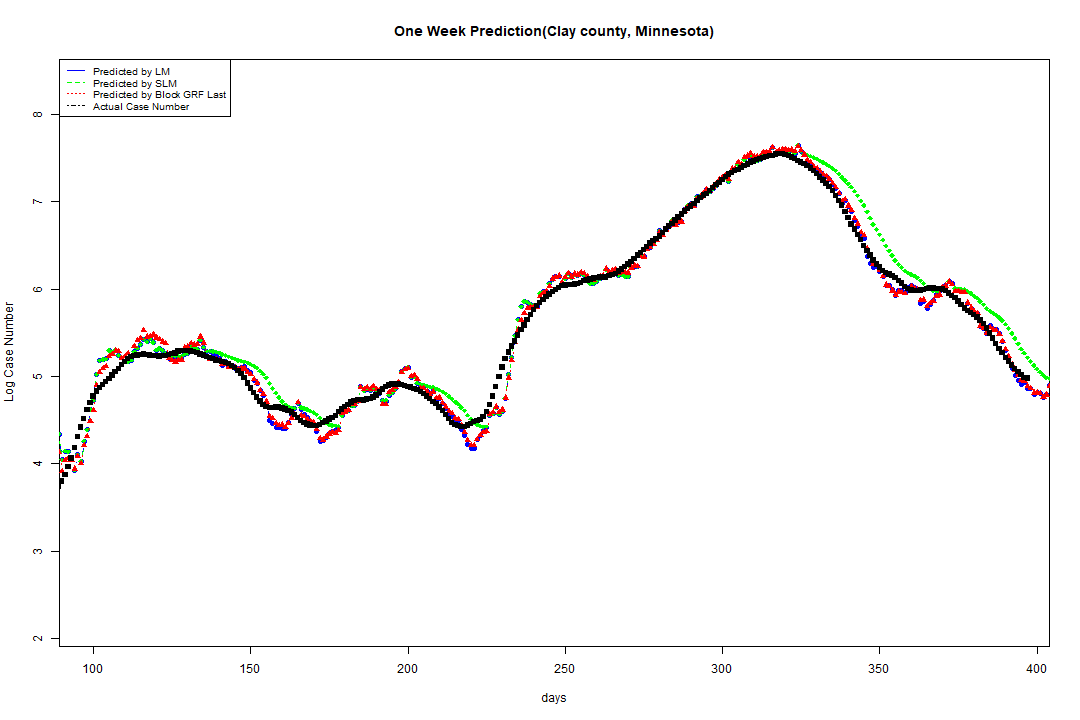 One Week Prediction(Clay county, Minnesota)
Predicted by LM
Predicted by SLM
Predicted by Block GRF Last
Actual Case Number
8
7
6
5
4
3
2
Log Case Number
100 150 200 250 300 350 400
days